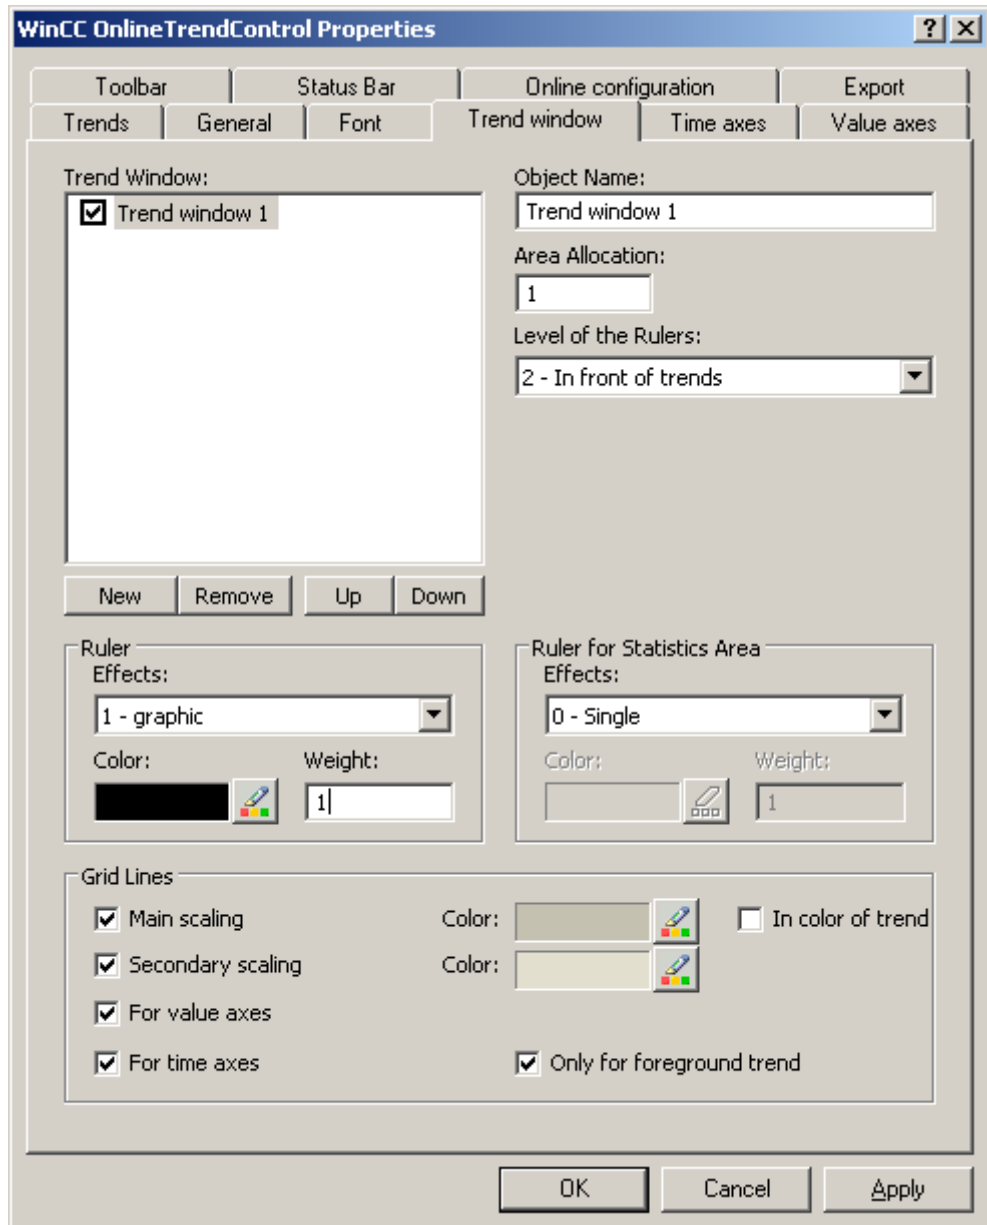 WinCC OnlineTrendControl Properties
Toolbar Status Bar Online configuration Export
Trends General Font Trend window Time axes Value axes
Trend Window:
Trend window 1
Object Name:
Trend window 1
Area Allocation:
1
Level of the Rulers:
2 - In front of trends
New Remove Up Down
Ruler
Effects:
1 - graphic
Color: Weight:
1
Ruler for Statistics Area
Effects:
0 - Single
Color: Weight:
1
Grid Lines
Main scaling Color: In color of trend
Secondary scaling Color:
For value axes
For time axes Only for foreground trend
OK Cancel Apply